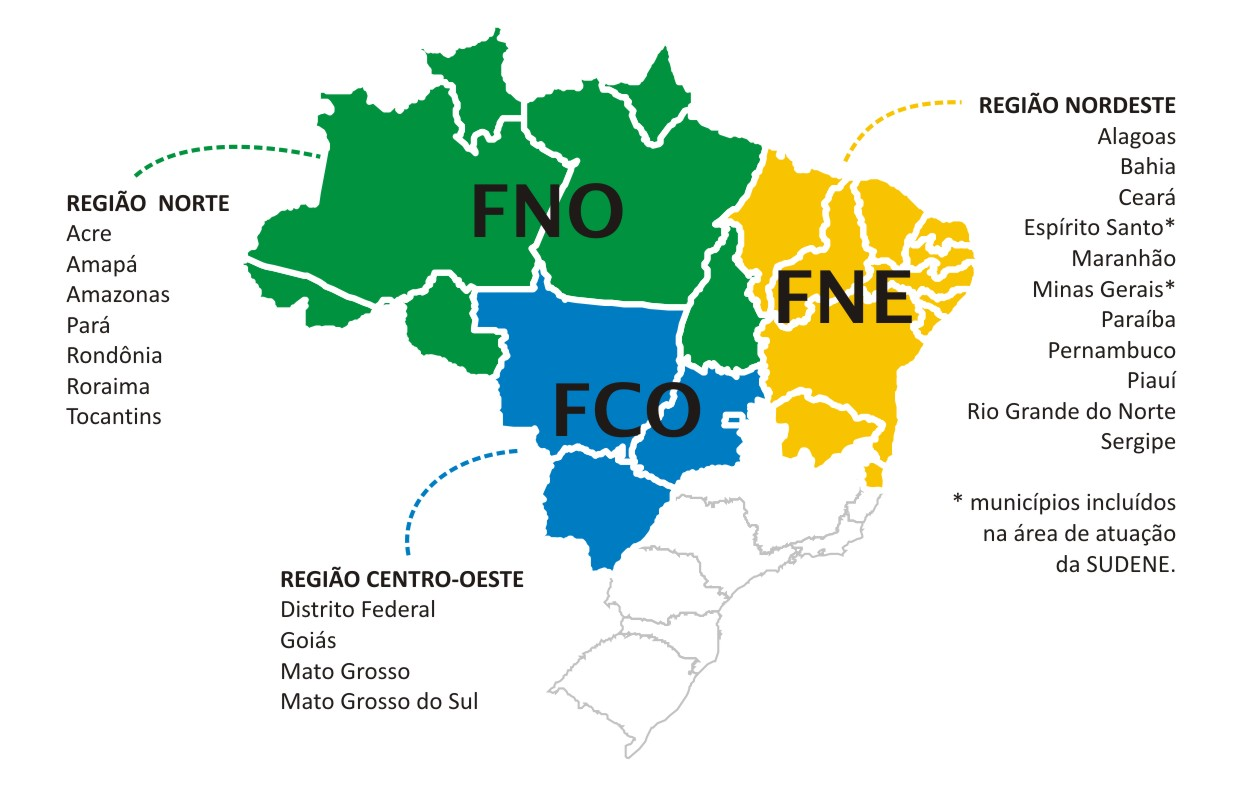 REGIÃO NORTE
Acre
Amapá
Amazonas
Pará
Rondônia
Roraima
Tocantins
FNO
FNE
FCO
REGIÃO NORDESTE
Alagoas
Bahia
Ceará
Espírito Santo*
Maranhão
Minas Gerais*
Paraíba
Pernambuco
Piauí
Rio Grande do Norte
Sergipe
* municípios incluídos
na área de atuação
da SUDENE.
REGIÃO CENTRO-OESTE
Distrito Federal
Goiás
Mato Grosso
Mato Grosso do Sul